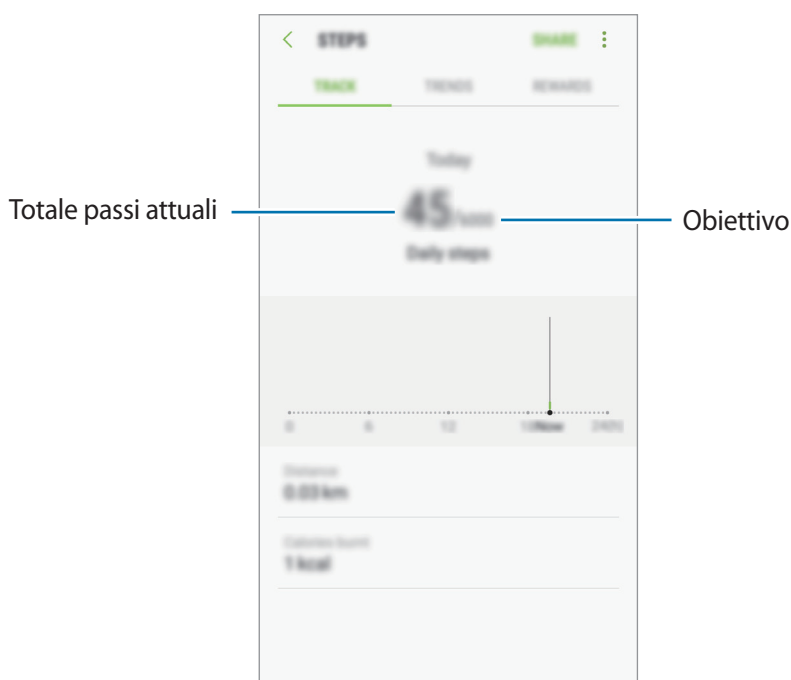 STEPS SHARE
TRACK TRENDS REWARDS
Today
Totale passi attuali 45/6000 Obiettivo
Daily steps
0 6 12 Now
Distance
0.03 km
Calories burnt
1 kcal